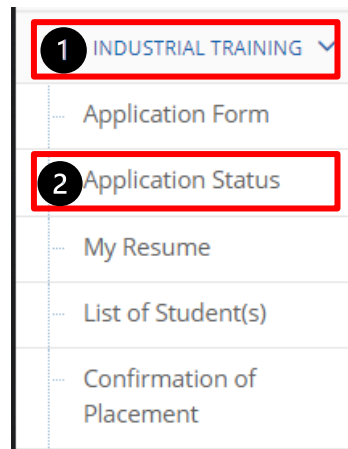 1 INDUSTRIAL TRAINING
Application Form
2 Application Status
My Resume
List of Student(s)
Confirmation of
Placement